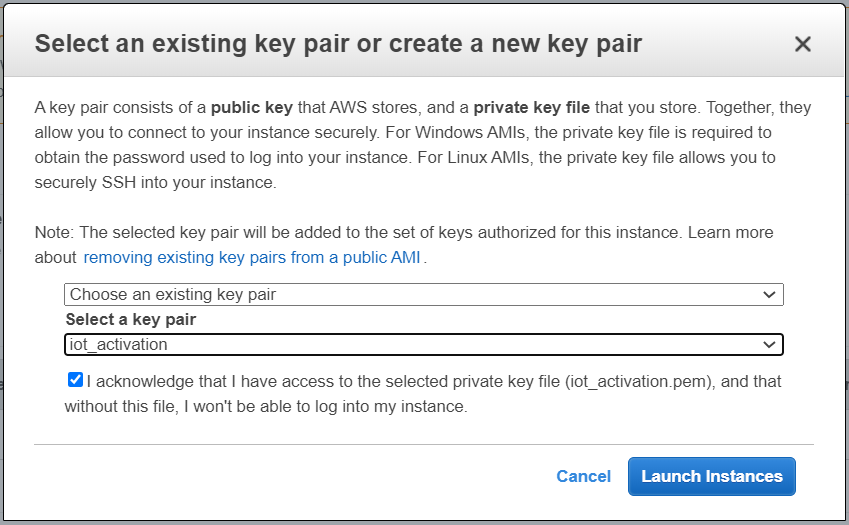 Select an existing key pair or create a new key pair
A key pair consists of a public key that AWS stores, and a private key file that you store. Together, they
allow you to connect to your instance securely. For Windows AMIs, the private key file is required to
obtain the password used to log into your instance. For Linux AMIs, the private key file allows you to
securely SSH into your instance.
Note: The selected key pair will be added to the set of keys authorized for this instance. Learn more
about removing existing key pairs from a public AMI.
Choose an existing key pair
Select a key pair
iot_activation
I acknowledge that I have access to the selected private key file (iot_activation.pem), and that
without this file, I won't be able to log into my instance.
Cancel Launch Instances